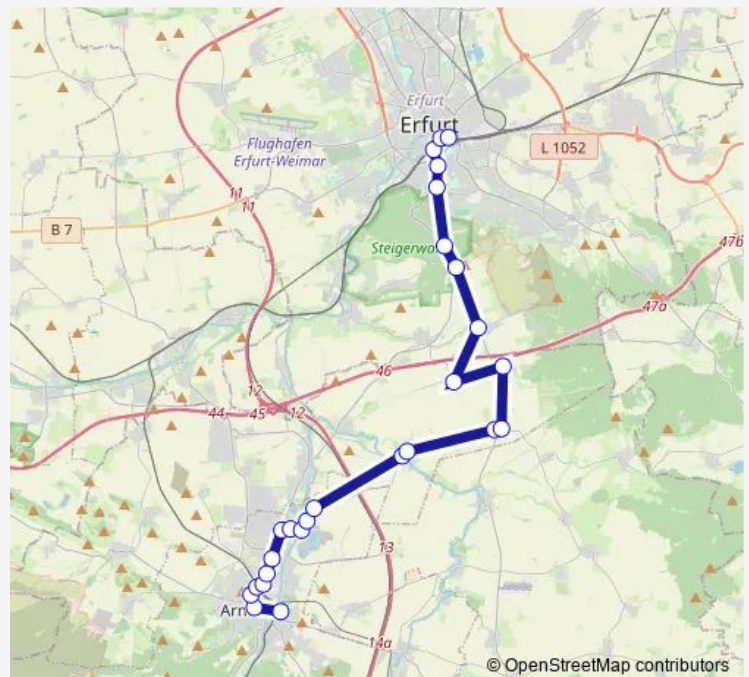 Erfurt
Erfurt
Flughafen
Erfurt-Weimar
L 1052
11
11
B 7
Steigerwa
47b
47a
46
12
44
45
12
13
Arn
14a
© OpenStreetMap contributors